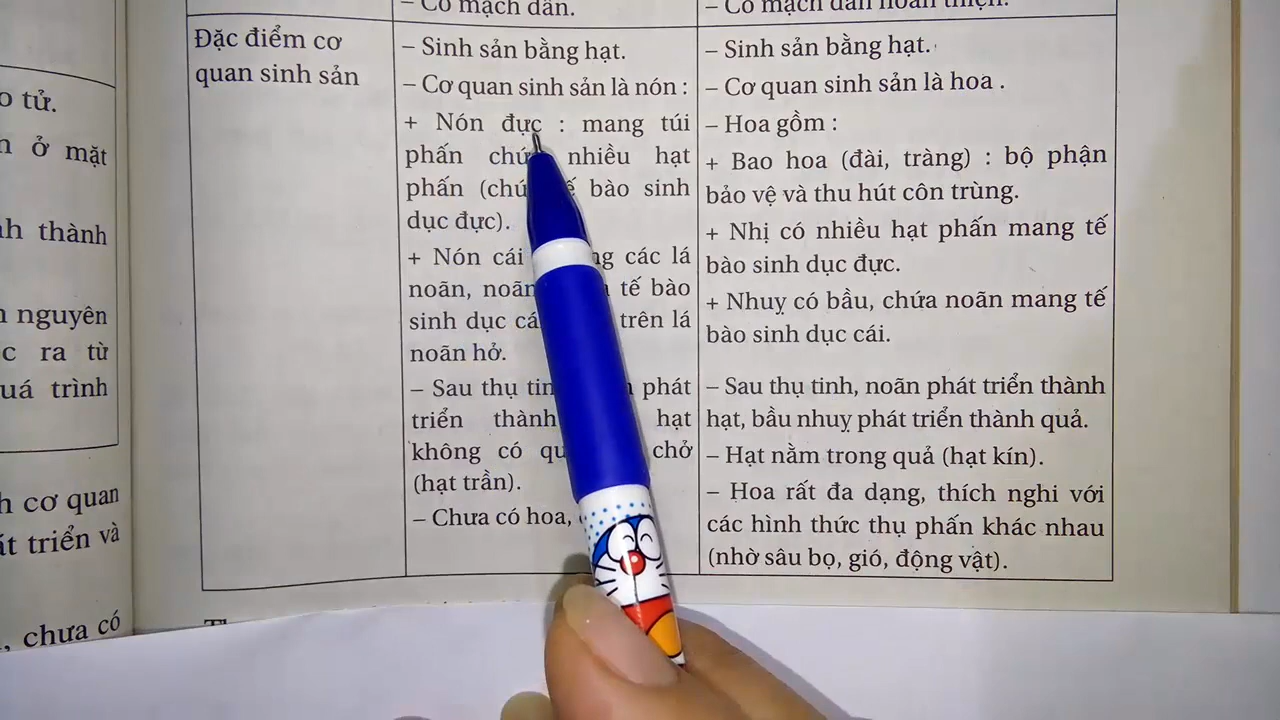 – Có mạch dẫn.
– Có mạch dẫn hoàn thiện.
Đặc điểm cơ
quan sinh sản
– Sinh sản bằng hạt.
– Cơ quan sinh sản là nón :
+ Nón đực : mang túi
phấn nhiều hạt
phấn bào sinh
dục đực).
+ Nón cái các lá
noãn, tế bào
sinh dục trên lá
noãn hở.
– Sau thụ phát
triển thành hạt
không có chở
(hạt trần).
– Chưa có hoa,
– Sinh sản bằng hạt.
– Cơ quan sinh sản là hoa .
– Hoa gồm :
+ Bao hoa (đài, tràng) : bộ phận
bảo vệ và thu hút côn trùng.
+ Nhị có nhiều hạt phấn mang tế
bào sinh dục đực.
+ Nhuỵ có bầu, chứa noãn mang tế
bào sinh dục cái.
– Sau thụ tinh, noãn phát triển thành
hạt, bầu nhuỵ phát triển thành quả.
– Hạt nằm trong quả (hạt kín).
– Hoa rất đa dạng, thích nghi với
các hình thức thụ phấn khác nhau
(nhờ sâu bọ, gió, động vật).
tử.
ở mặt
thành
nguyên
ra từ
trình
cơ quan
triển và
chưa có